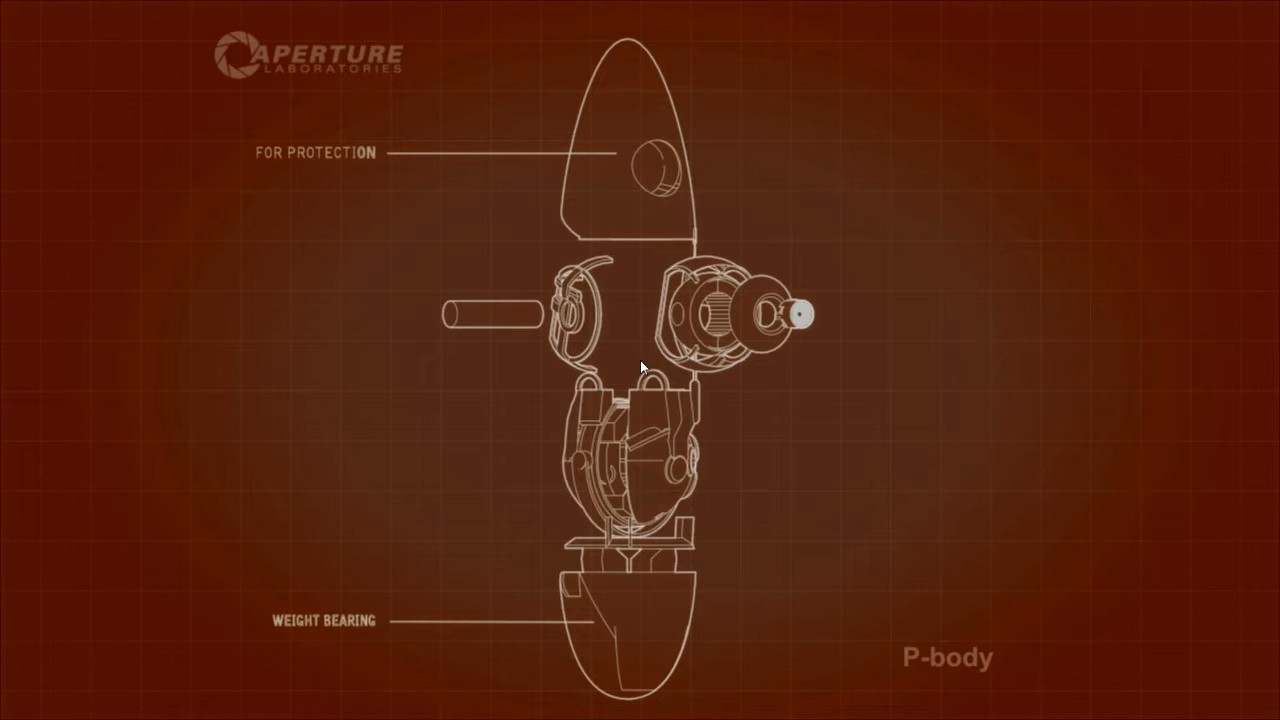 APERTURE
LABORATORIES
FOR PROTECTION
WEIGHT BEARING
P-body